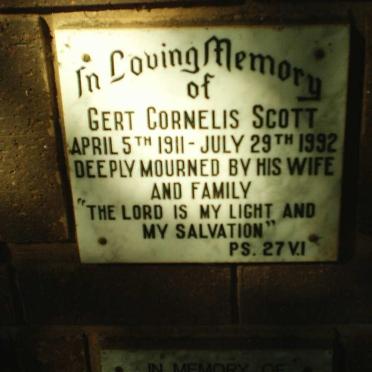 In Loving Memory
of
GERT CORNELIS SCOTT
APRIL 5TH 1911 - JULY 29TH 1992
DEEPLY MOURNED BY HIS WIFE
AND FAMILY
"THE LORD IS MY LIGHT AND
MY SALVATION"
PS. 27 V.1
IN MEMORY OF